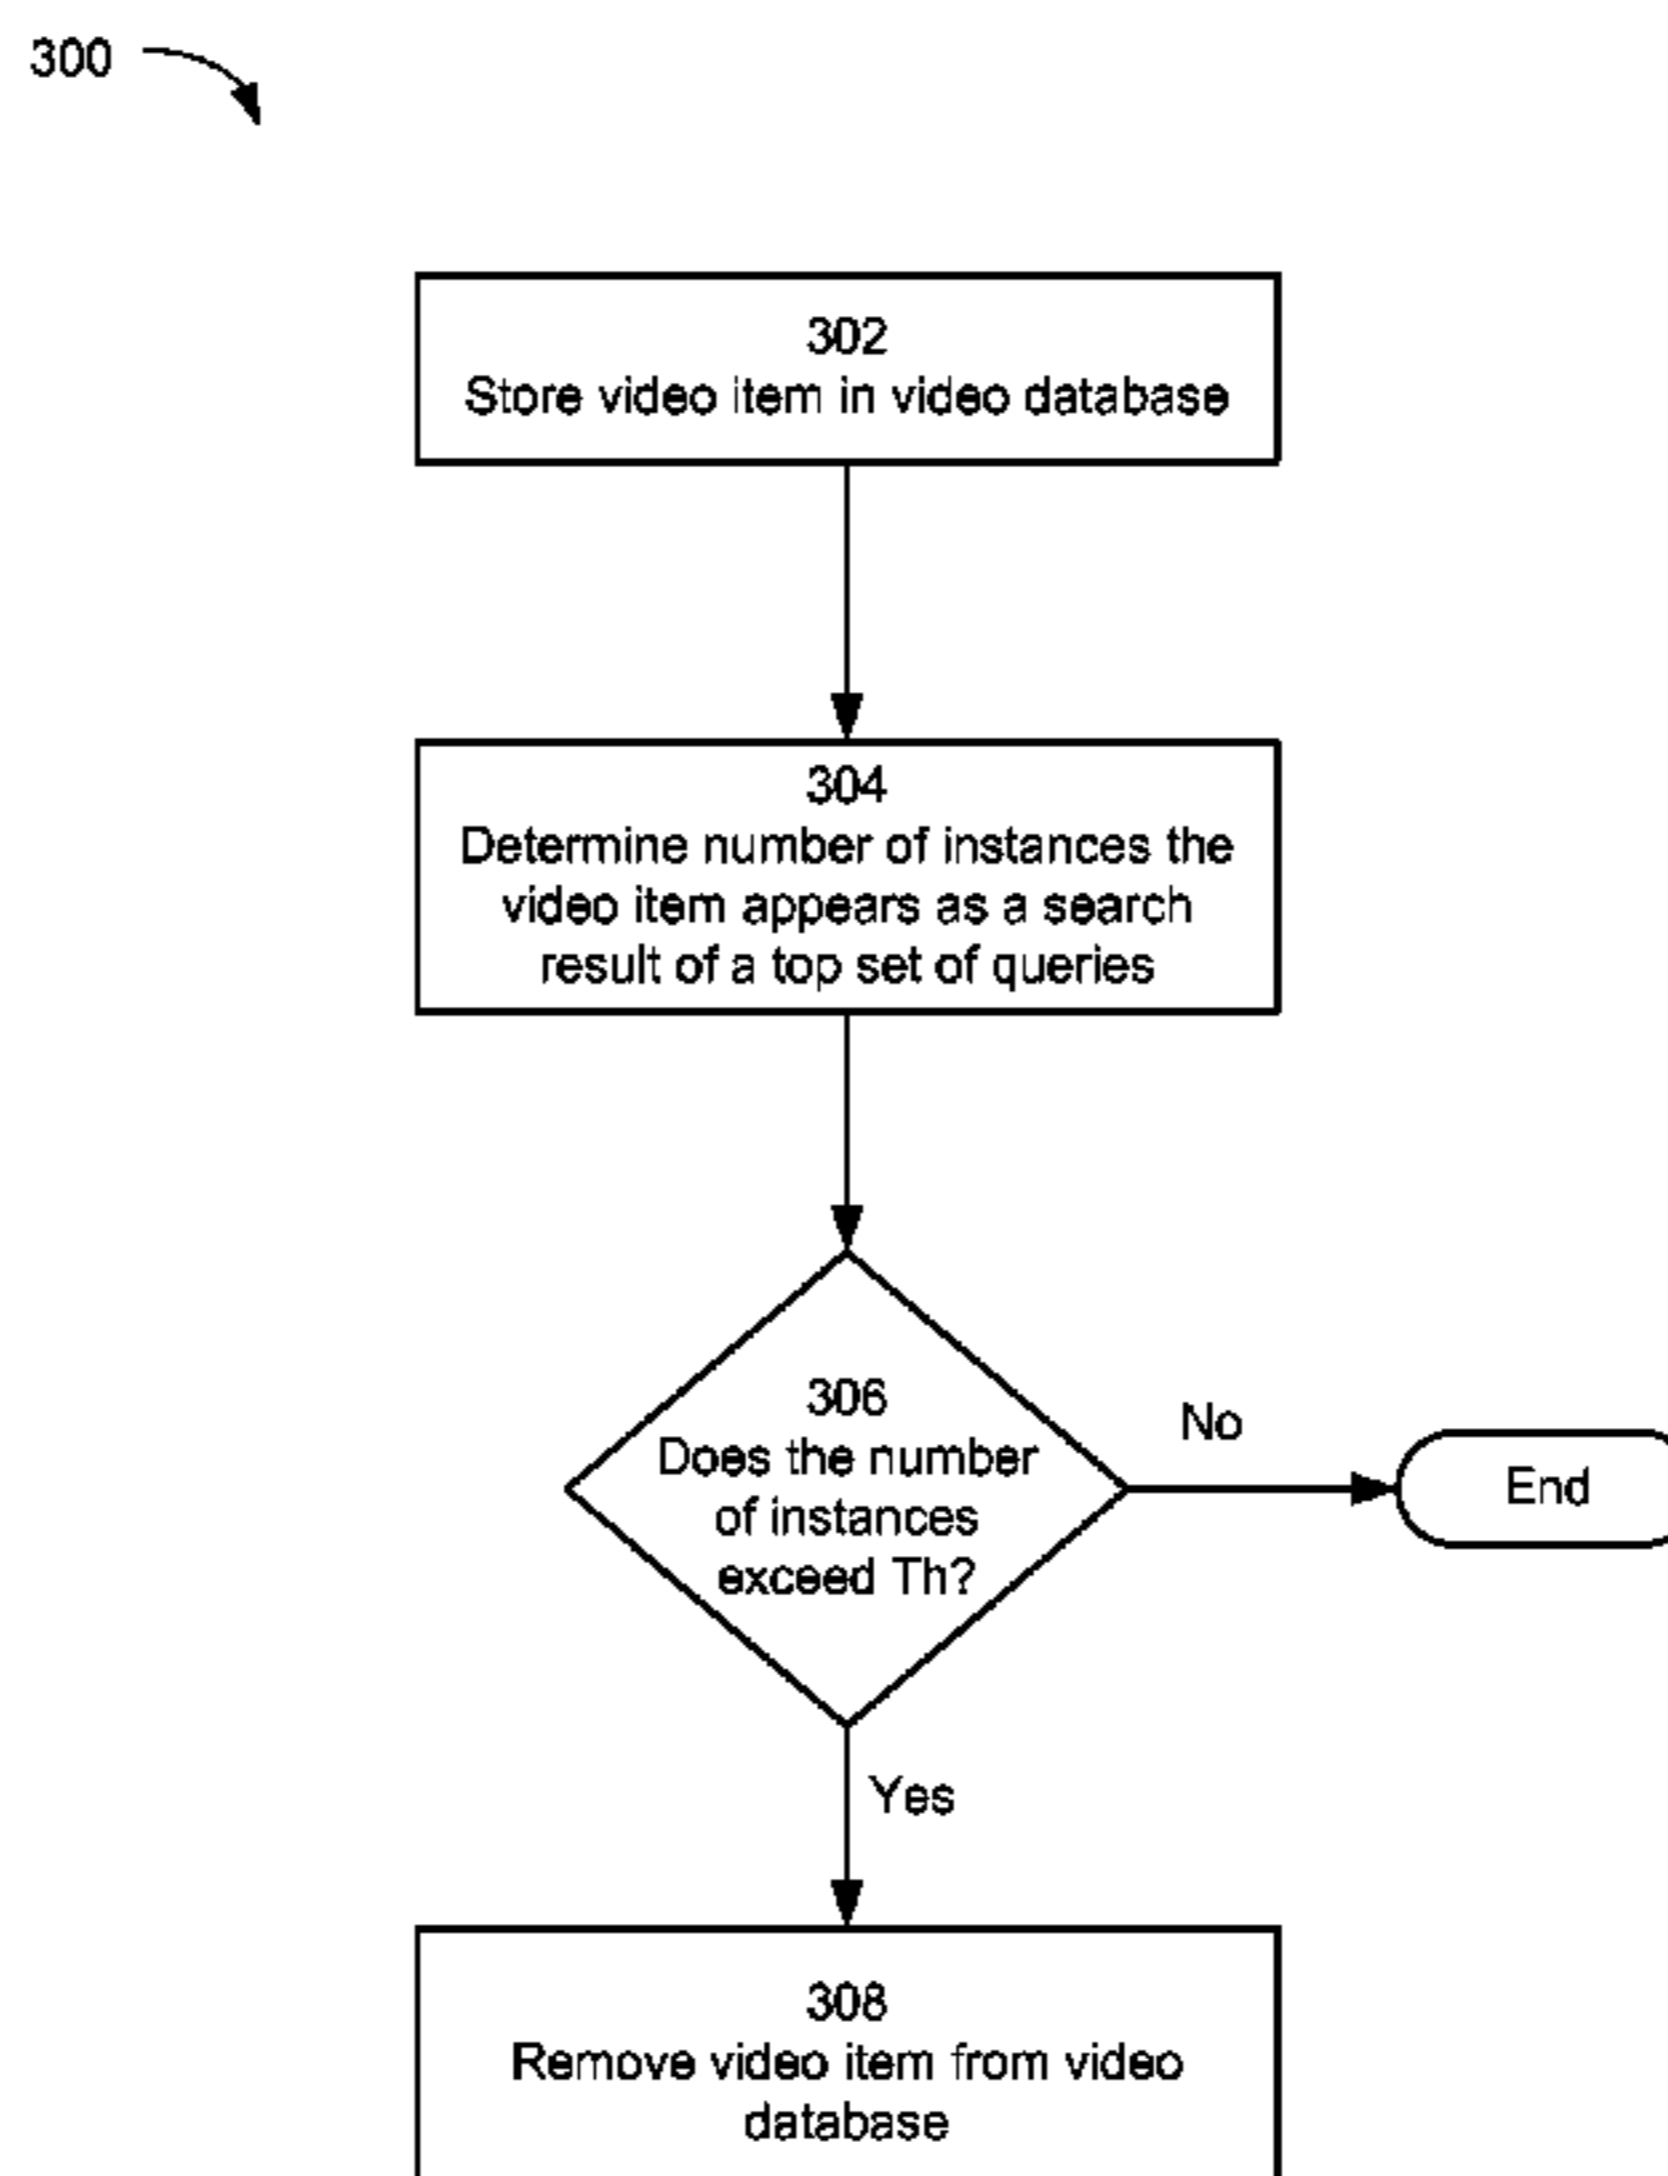 300
302
Store video item in video database
304
Determine number of instances the
video item appears as a search
result of a top set of queries
306
Does the number
of instances
exceed Th?
No
End
Yes
308
Remove video item from video
database